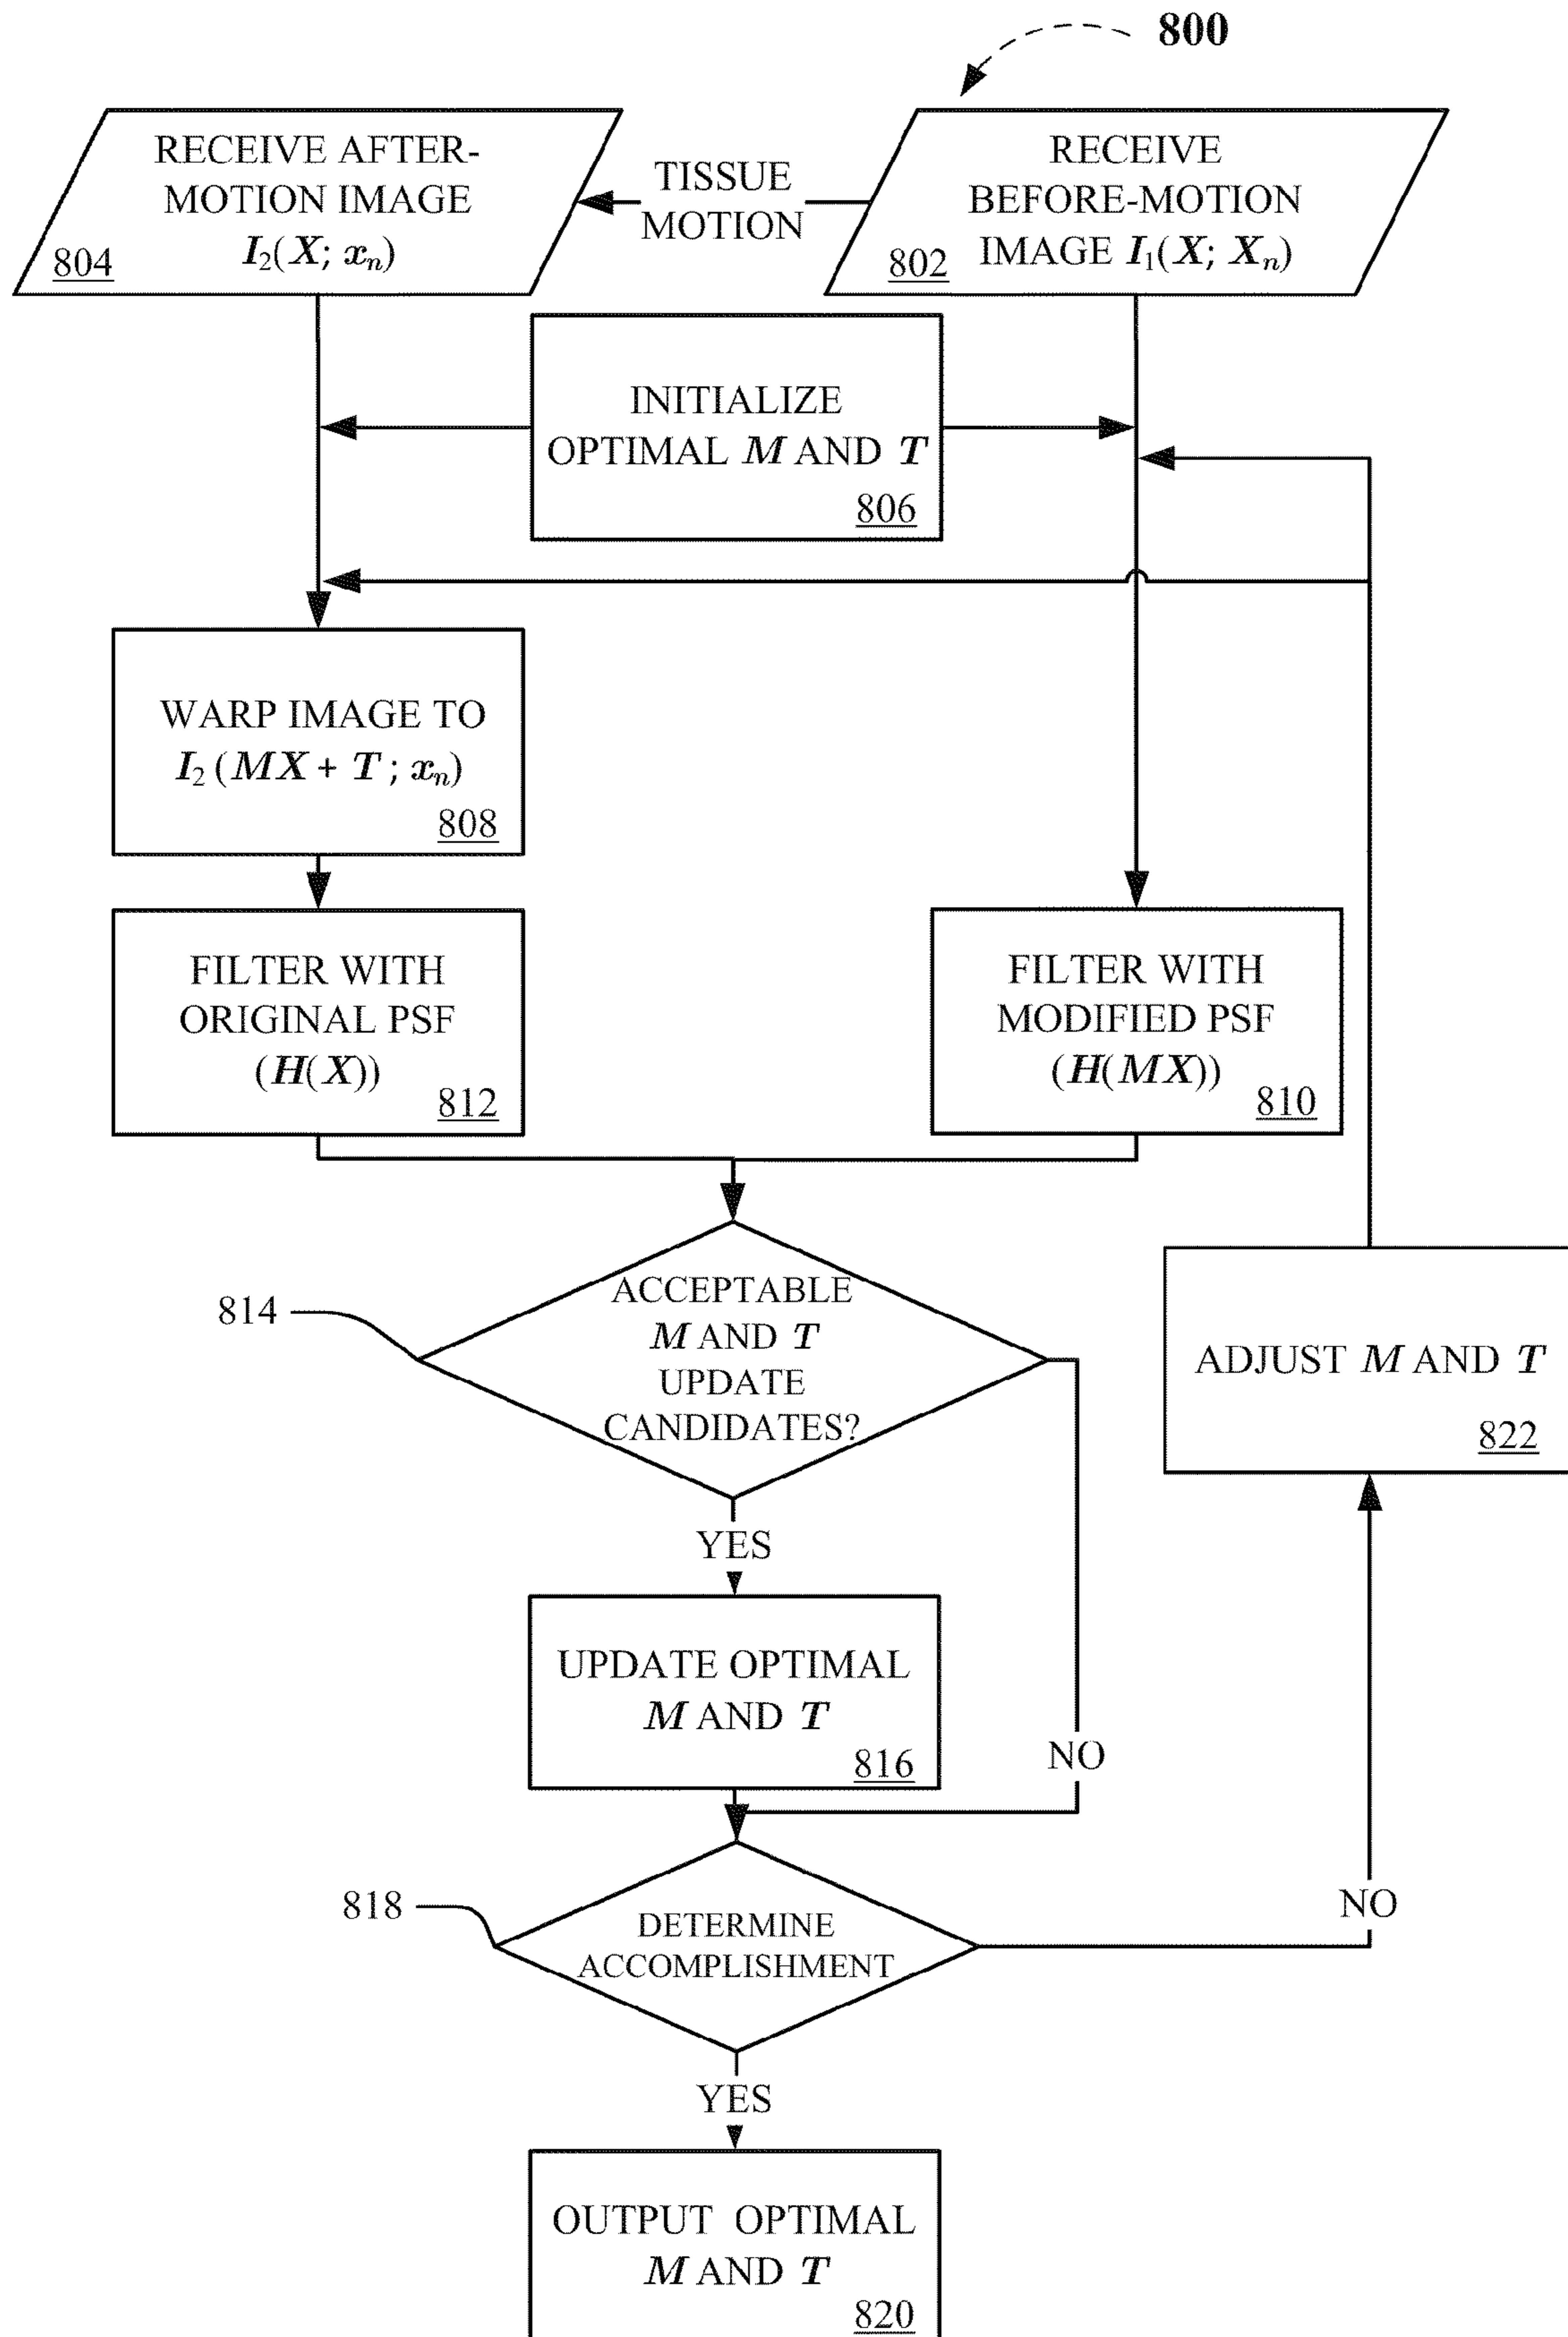 800
RECEIVE AFTER-
MOTION IMAGE
I₂(X; xₙ)
804
TISSUE
MOTION
RECEIVE
BEFORE-MOTION
IMAGE I₁(X; Xₙ)
802
INITIALIZE
OPTIMAL M AND T
806
WARP IMAGE TO
I₂ (MX + T ; xₙ)
808
FILTER WITH
ORIGINAL PSF
(H(X))
812
FILTER WITH
MODIFIED PSF
(H(MX))
810
814
ACCEPTABLE
M AND T
UPDATE
CANDIDATES?
ADJUST M AND T
822
YES
UPDATE OPTIMAL
M AND T
816
NO
818
DETERMINE
ACCOMPLISHMENT
NO
YES
OUTPUT OPTIMAL
M AND T
820